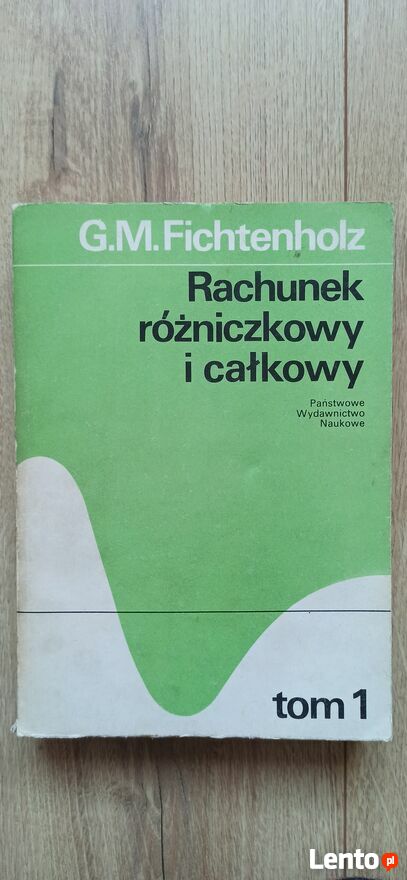 G.M.Fichtenholz
Rachunek
różniczkowy
i całkowy
Państwowe
Wydawnictwo
Naukowe
tom 1
Lento.pl